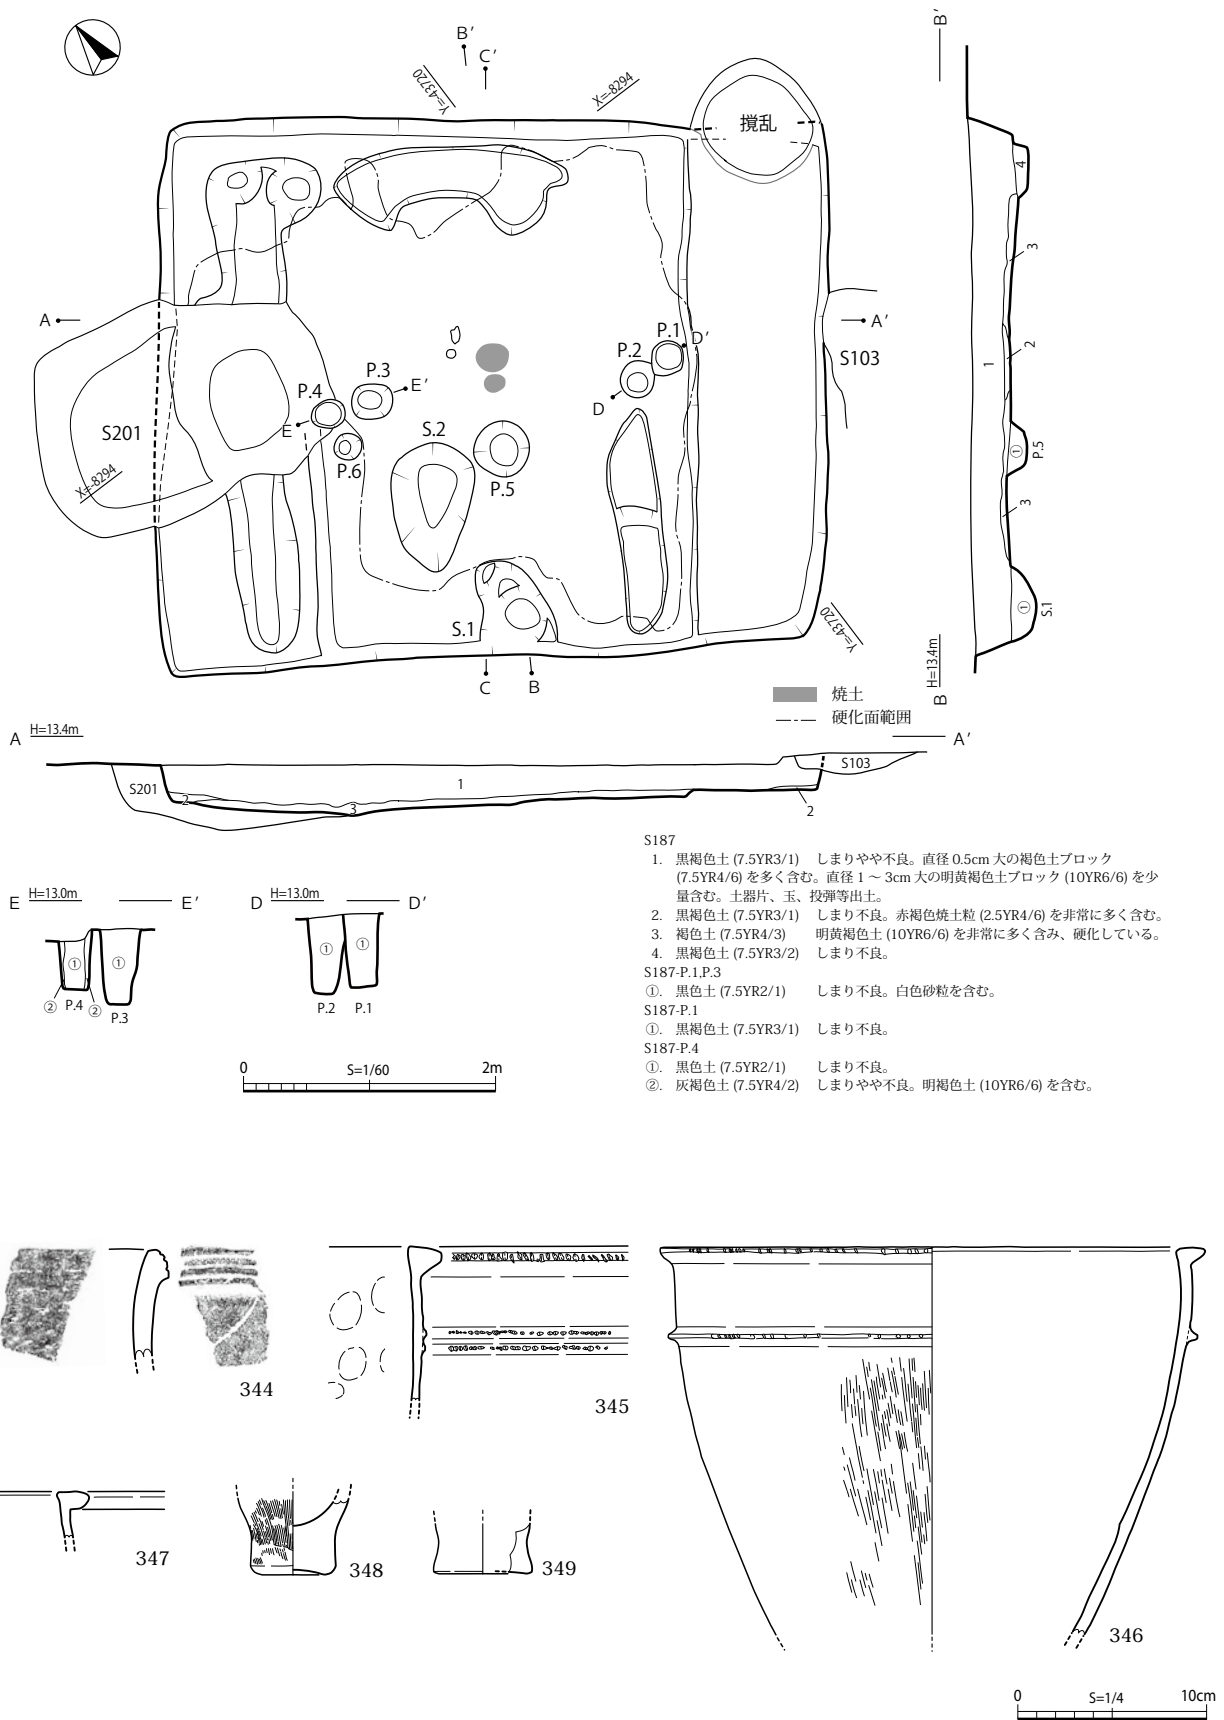 B′
C′
Y=-43720
X=-8294
撹乱
B′
4
3
2
1
①
P.5
3
①
S.1
H=13.4m
B
A
A′
S103
P.1
D′
P.2
D
P.3
E′
P.4
E
P.6
S201
X=-8294
S.2
P.5
S.1
Y=-43720
C
B
焼土
硬化面範囲
A
H=13.4m
A′
S201
2
3
1
2
S103
E
H=13.0m
E′
①
①
②
P.4
②
P.3
D
H=13.0m
D′
①
①
P.2
P.1
0
S=1/60
2m
S187
1. 黒褐色土 (7.5YR3/1) しまりやや不良。直径 0.5cm 大の褐色土ブロック
(7.5YR4/6) を多く含む。直径 1 ～ 3cm 大の明黄褐色土ブロック (10YR6/6) を少
量含む。土器片、玉、投弾等出土。
2. 黒褐色土 (7.5YR3/1) しまり不良。赤褐色焼土粒 (2.5YR4/6) を非常に多く含む。
3. 褐色土 (7.5YR4/3) 明黄褐色土 (10YR6/6) を非常に多く含み、硬化している。
4. 黒褐色土 (7.5YR3/2) しまり不良。
S187-P.1,P.3
①. 黒色土 (7.5YR2/1) しまり不良。白色砂粒を含む。
S187-P.1
①. 黒褐色土 (7.5YR3/1) しまり不良。
S187-P.4
①. 黒色土 (7.5YR2/1) しまり不良。
②. 灰褐色土 (7.5YR4/2) しまりやや不良。明褐色土 (10YR6/6) を含む。
344
345
346
347
348
349
0
S=1/4
10cm